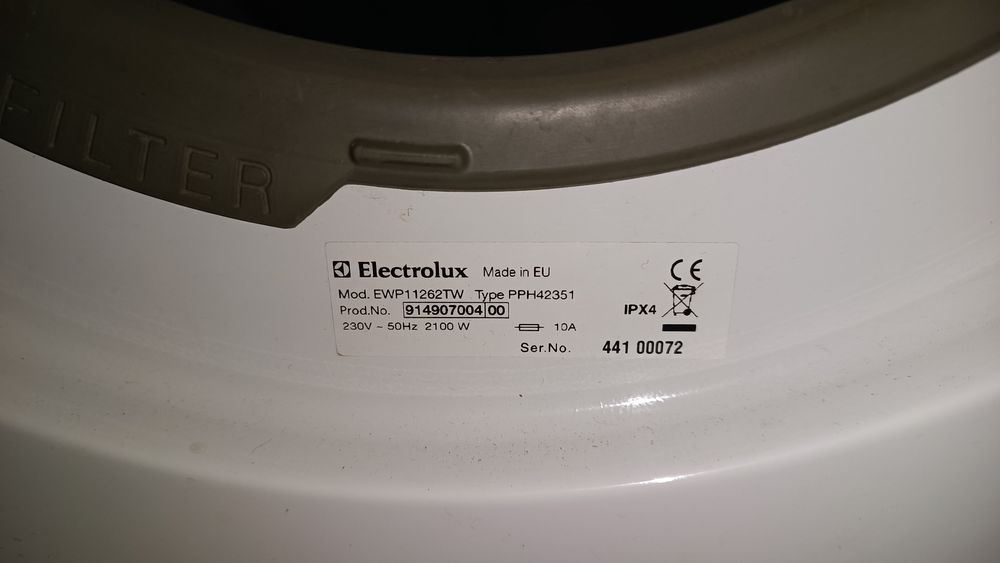 FILTER
Electrolux Made in EU
Mod. EWP11262TW Type PPH42351
Prod.No. 914907004 00
230V ~ 50Hz 2100 W 10A
IPX4
Ser.No. 441 00072
CE